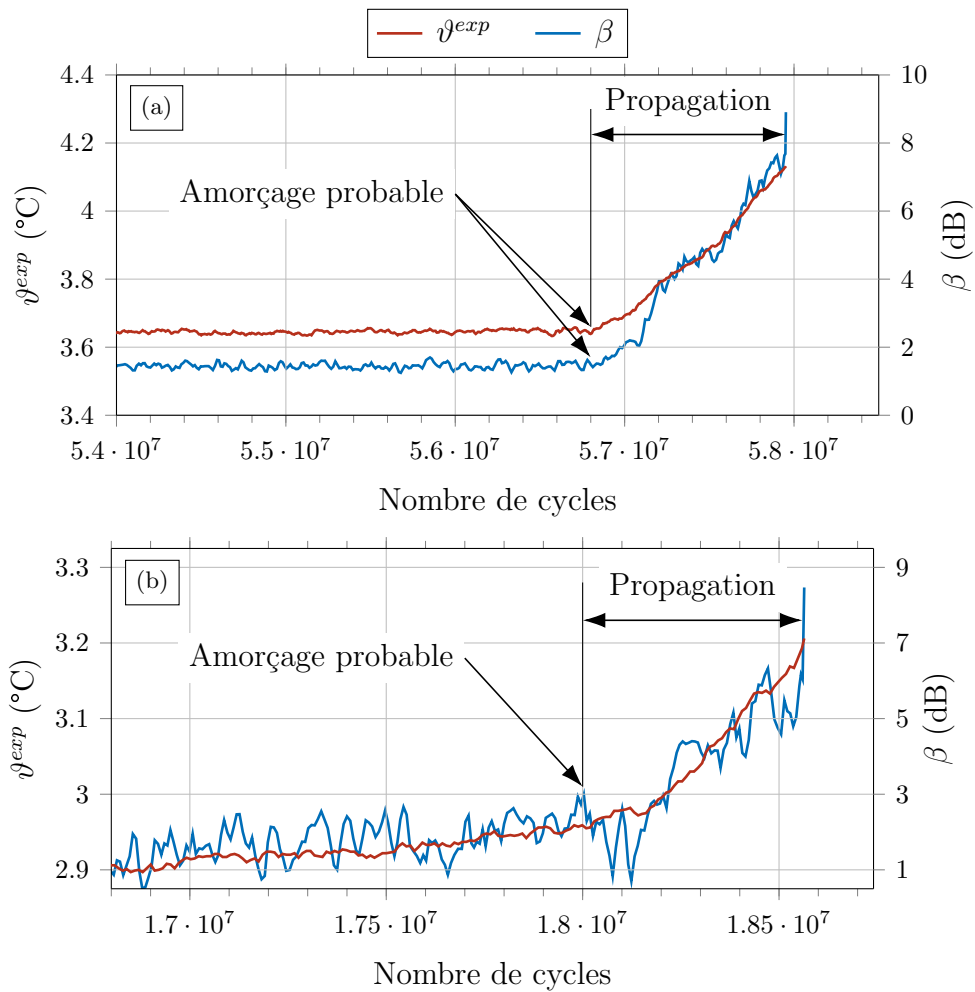 ϑ^{exp} β
4.4 10
(a) Propagation
4.2 8
Amorçage probable
4 6
3.8 4
3.6 2
3.4 0
ϑ^{exp} (°C)
β (dB)
5.4 · 10^7 5.5 · 10^7 5.6 · 10^7 5.7 · 10^7 5.8 · 10^7
Nombre de cycles
3.3 9
(b) Propagation
3.2 7
Amorçage probable
3.1 5
3 3
2.9 1
ϑ^{exp} (°C)
β (dB)
1.7 · 10^7 1.75 · 10^7 1.8 · 10^7 1.85 · 10^7
Nombre de cycles